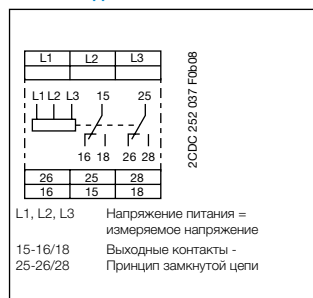 L1 L2 L3
L1 L2 L3 15 25
16 18 26 28
2CDC 252 037 F0b08
26 25 28
16 15 18
L1, L2, L3 Напряжение питания =
измеряемое напряжение
15-16/18 Выходные контакты -
25-26/28 Принцип замкнутой цепи